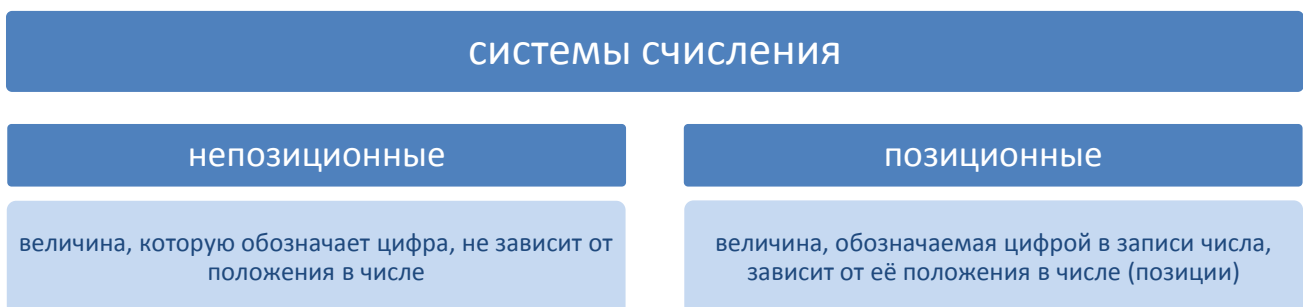 системы счисления
непозиционные
позиционные
величина, которую обозначает цифра, не зависит от
положения в числе
величина, обозначаемая цифрой в записи числа,
зависит от её положения в числе (позиции)